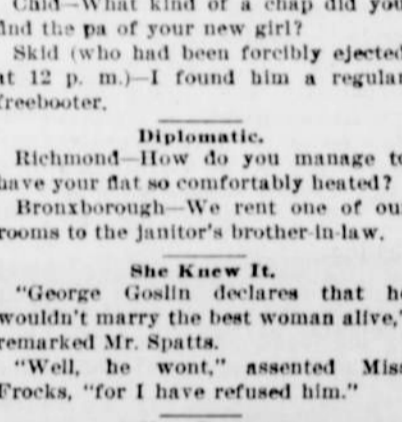 Chid—What kind of a chap did you
find the pa of your new girl?
Skid (who had been forcibly ejected
at 12 p. m.)—I found him a regular
freebooter.
Diplomatic.
Richmond—How do you manage to
have your flat so comfortably heated?
Bronxborough—We rent one of ou
rooms to the janitor's brother-in-law.
She Knew It.
"George Goslin declares that he
wouldn't marry the best woman alive,"
remarked Mr. Spatts.
"Well, he wont," assented Miss
Frocks, "for I have refused him."